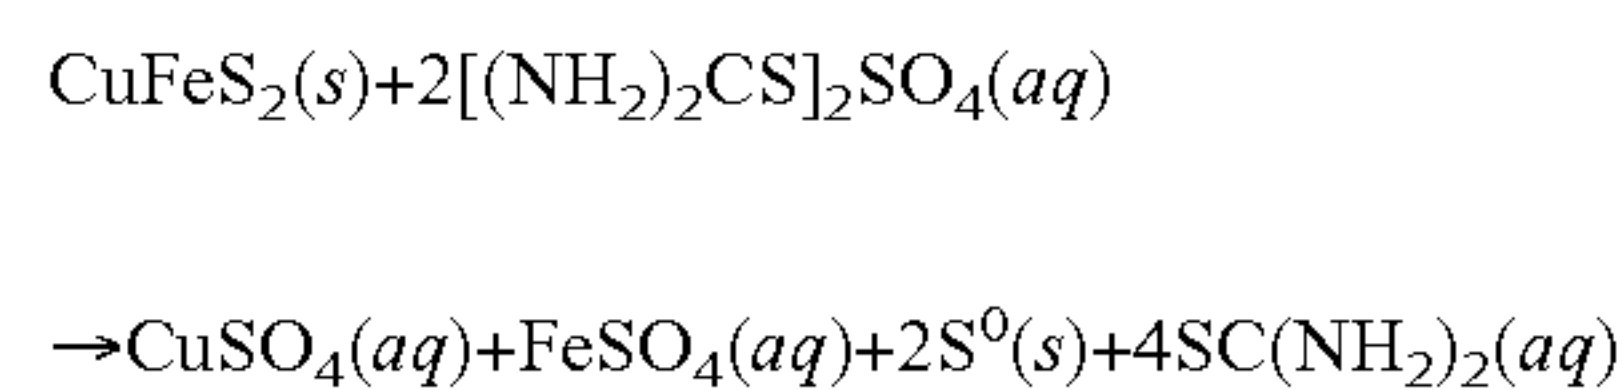 CuFeS₂(s)+2[(NH₂)₂CS]₂SO₄(aq)
→CuSO₄(aq)+FeSO₄(aq)+2S⁰(s)+4SC(NH₂)₂(aq)